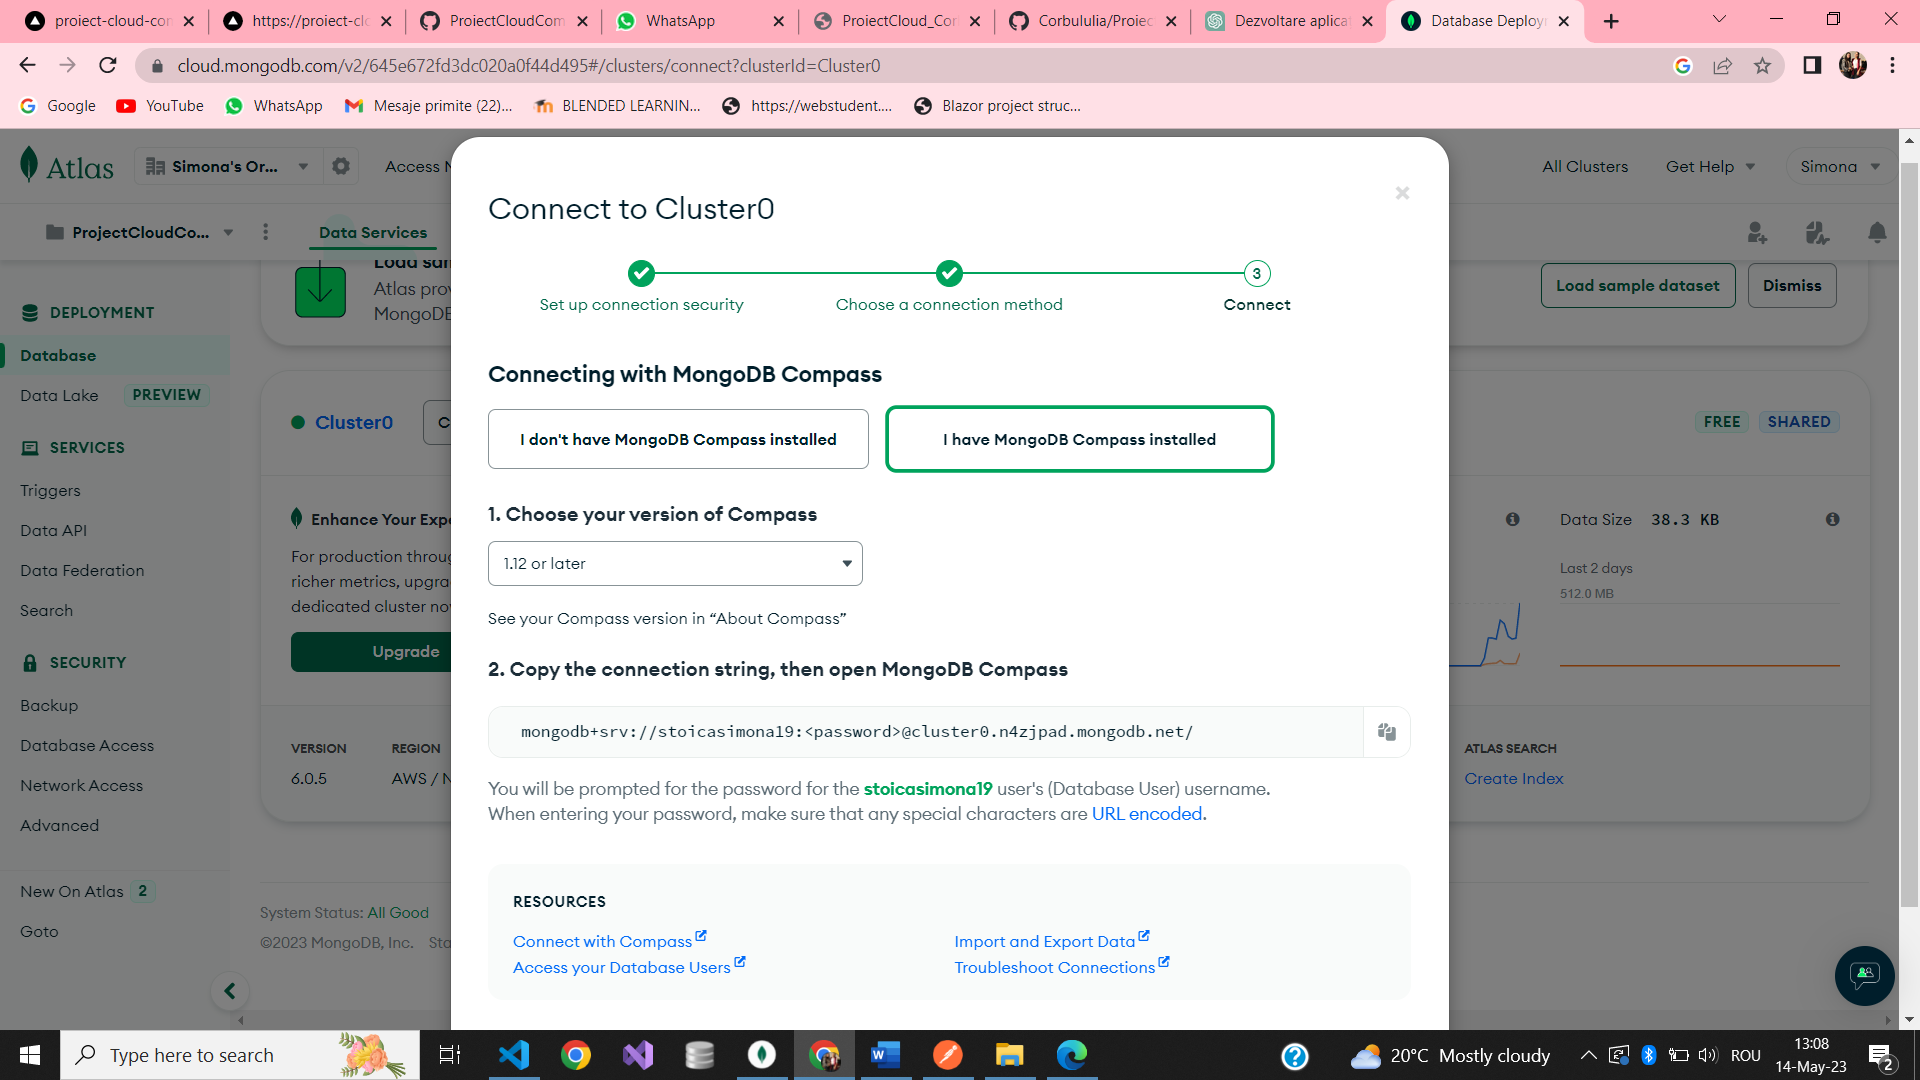 proiect-cloud-con
https://proiect-clo
ProiectCloudCom
WhatsApp
ProiectCloud_Cor
CorbuIulia/Proiec
Dezvoltare aplicat
Database Deploym
cloud.mongodb.com/v2/645e672fd3dc020a0f44d495#/clusters/connect?clusterId=Cluster0
Google
YouTube
WhatsApp
Mesaje primite (22)...
BLENDED LEARNIN...
https://webstudent....
Blazor project struc...
Atlas
Simona's Or...
Access
All Clusters
Get Help
Simona
ProjectCloudCo...
Data Services
Load sam
Atlas prov
MongoDB
Load sample dataset
Dismiss
DEPLOYMENT
Database
Data Lake
PREVIEW
SERVICES
Triggers
Data API
Data Federation
Search
SECURITY
Backup
Database Access
Network Access
Advanced
New On Atlas 2
Goto
Cluster0
C
FREE
SHARED
Enhance Your Expe
For production throug
richer metrics, upgra
dedicated cluster nov
Upgrade
VERSION
6.0.5
REGION
AWS / N
Data Size 38.3 KB
Last 2 days
512.0 MB
ATLAS SEARCH
Create Index
System Status: All Good
©2023 MongoDB, Inc. Sta
Connect to Cluster0
Set up connection security
Choose a connection method
3
Connect
Connecting with MongoDB Compass
I don't have MongoDB Compass installed
I have MongoDB Compass installed
1. Choose your version of Compass
1.12 or later
See your Compass version in “About Compass”
2. Copy the connection string, then open MongoDB Compass
mongodb+srv://stoicasimona19:<password>@cluster0.n4zjpad.mongodb.net/
You will be prompted for the password for the stoicasimona19 user's (Database User) username.
When entering your password, make sure that any special characters are URL encoded.
RESOURCES
Connect with Compass
Import and Export Data
Access your Database Users
Troubleshoot Connections
Type here to search
20°C Mostly cloudy
ROU
13:08
14-May-23
2